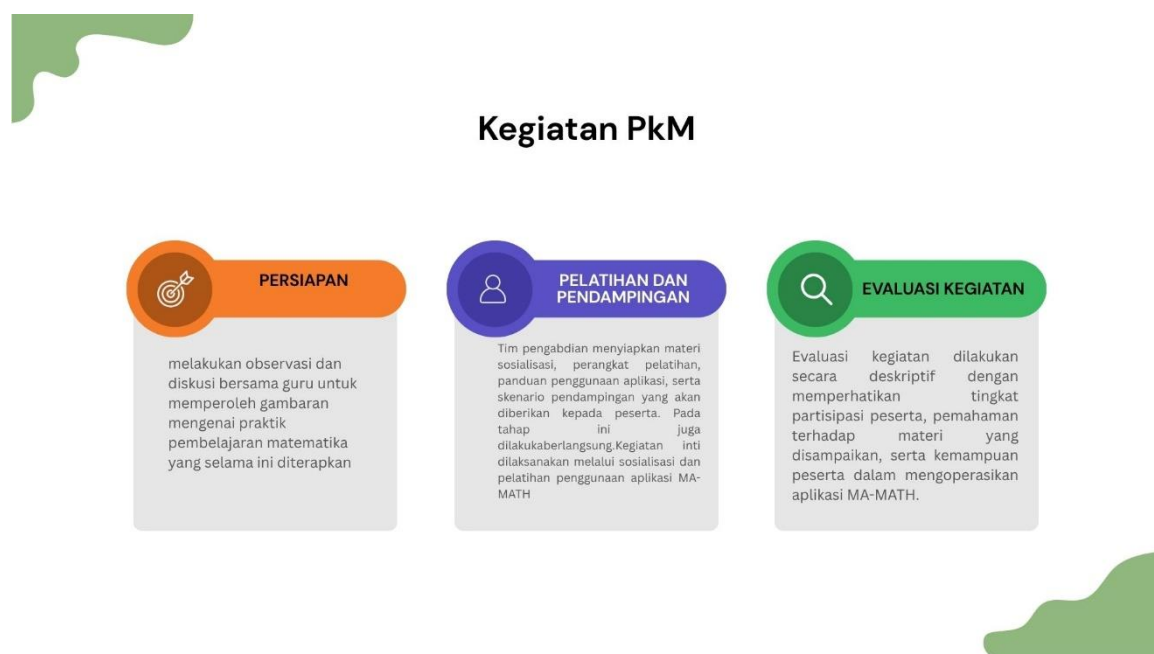 Kegiatan PkM
PERSIAPAN
melakukan observasi dan
diskusi bersama guru untuk
memperoleh gambaran
mengenai praktik
pembelajaran matematika
yang selama ini diterapkan
PELATIHAN DAN
PENDAMPINGAN
Tim pengabdian menyiapkan materi
sosialisasi, perangkat pelatihan,
panduan penggunaan aplikasi, serta
skenario pendampingan yang akan
diberikan kepada peserta. Pada
tahap ini juga
dilakukaberlangsung.Kegiatan inti
dilaksanakan melalui sosialisasi dan
pelatihan penggunaan aplikasi MA-
MATH
EVALUASI KEGIATAN
Evaluasi kegiatan dilakukan
secara deskriptif dengan
memperhatikan tingkat
partisipasi peserta, pemahaman
terhadap materi yang
disampaikan, serta kemampuan
peserta dalam mengoperasikan
aplikasi MA-MATH.